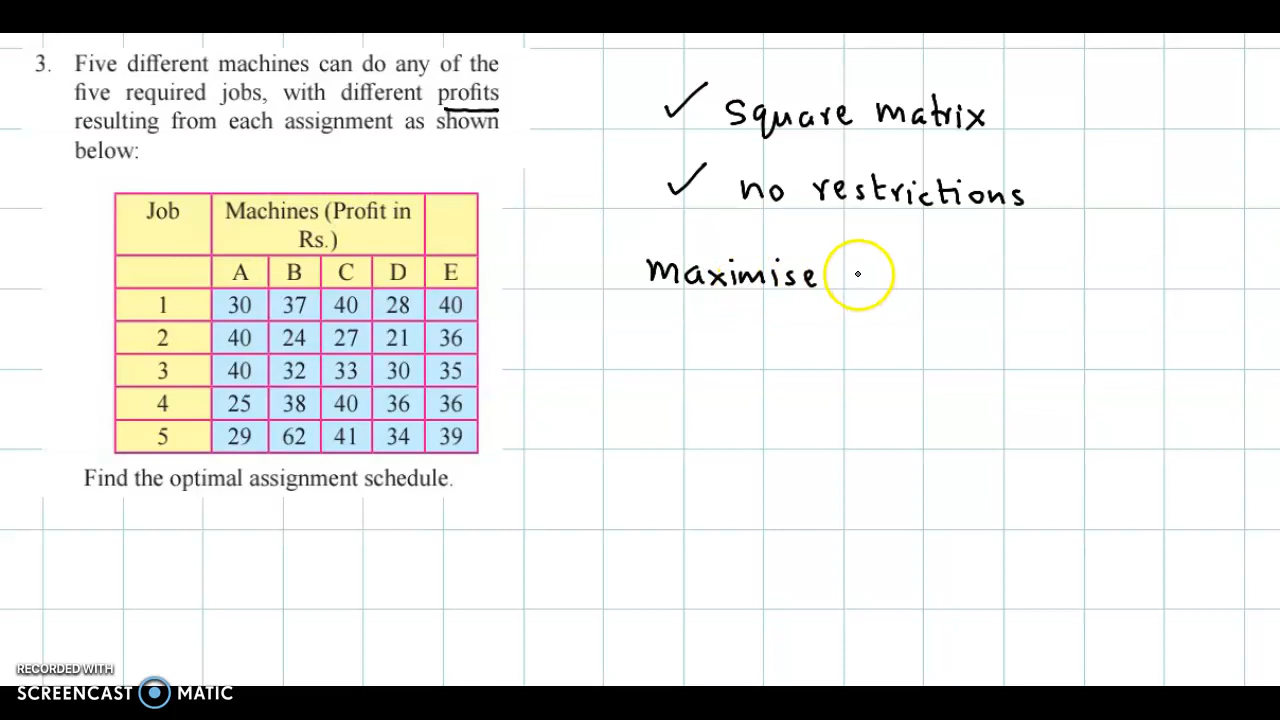 3. Five different machines can do any of the
five required jobs, with different profits
resulting from each assignment as shown
below:
Job Machines (Profit in
Rs.)
A B C D E
1 30 37 40 28 40
2 40 24 27 21 36
3 40 32 33 30 35
4 25 38 40 36 36
5 29 62 41 34 39
Find the optimal assignment schedule.
✓ square matrix
✓ no restrictions
Maximise
RECORDED WITH
SCREENCAST MATIC